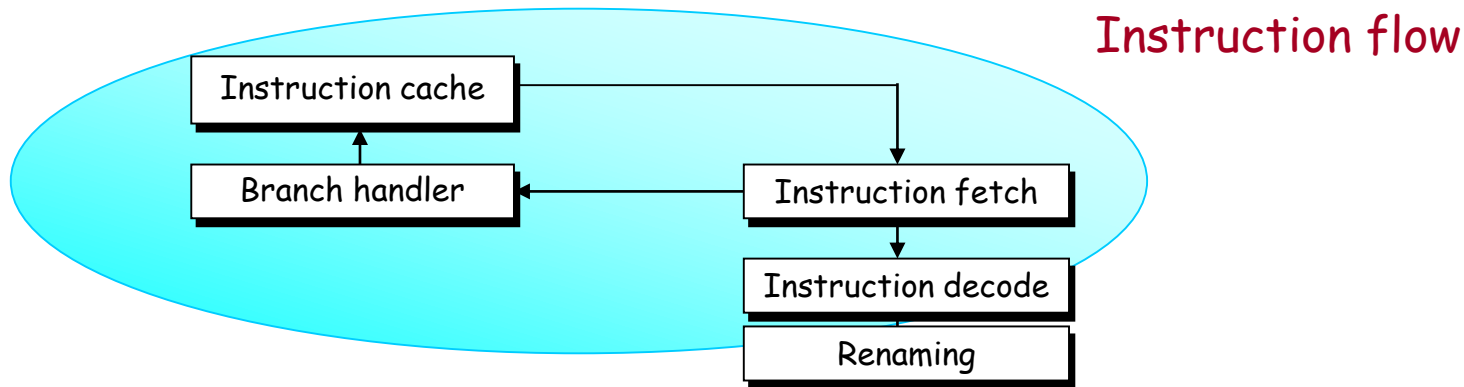 Instruction flow
Instruction cache
Branch handler
Instruction fetch
Instruction decode
Renaming